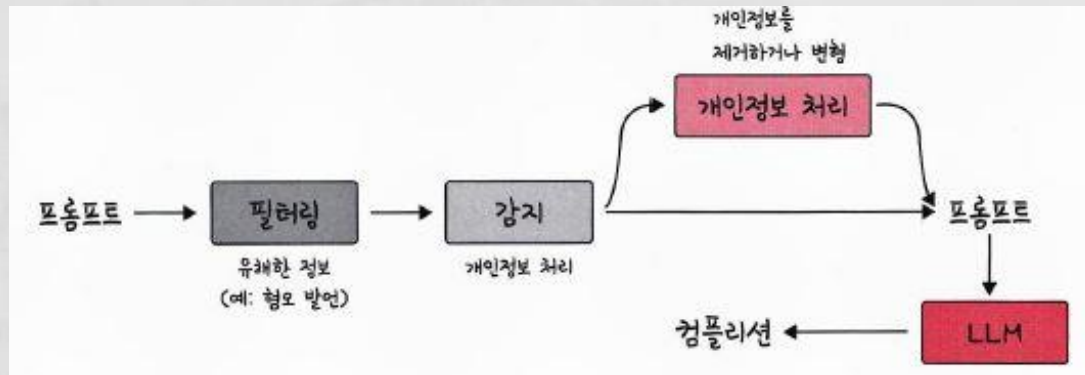 개인정보를
제거하거나 변형
개인정보 처리
프롬프트
필터링
감지
프롬프트
유해한 정보
(예: 혐오 발언)
개인정보 처리
컴플리션
LLM